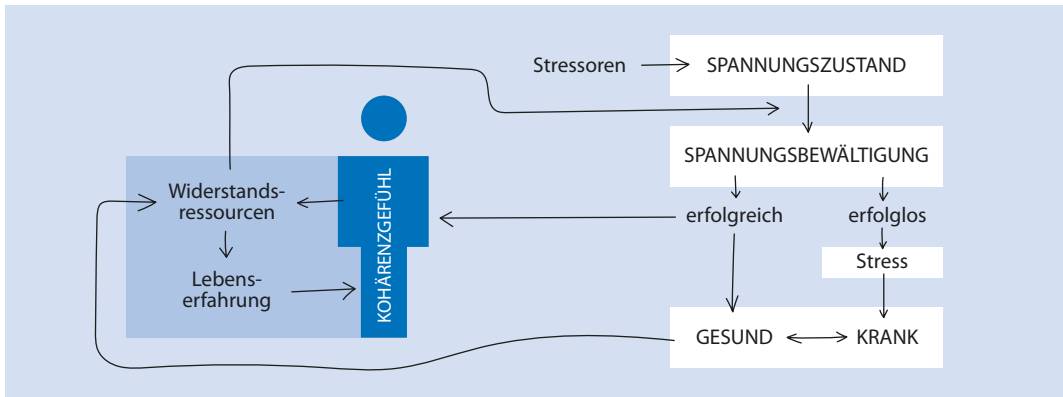 Stressoren
SPANNUNGSZUSTAND
SPANNUNGSBEWÄLTIGUNG
Widerstands-
ressourcen
KOHÄRENZGEFÜHL
erfolgreich
erfolglos
Lebens-
erfahrung
Stress
GESUND
KRANK